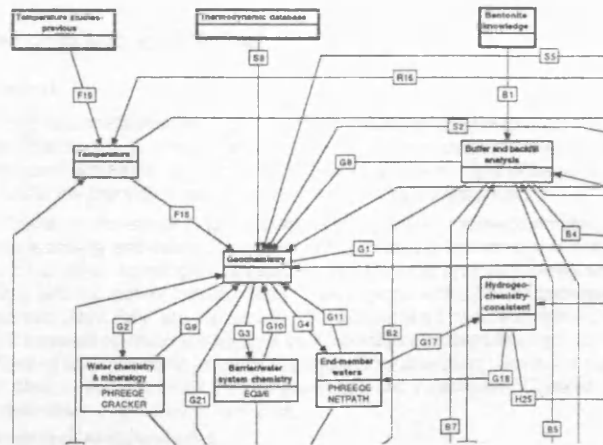 Temperature studies-
previous
Thermodynamic database
Bentonite
knowledge
S8
S5
R16
F15
B1
S2
Temperature
G8
Buffer and backfill
analysis
F18
G1
B4
Geochemistry
Hydrogeo-
chemistry-
consistent
G2
G9
G3
G10
G4
G11
B2
G17
Water chemistry
& mineralogy
PHREEQE
CRACKER
Barrier/water
system chemistry
EQ3/6
End-member
waters
PHREEQE
NETPATH
G21
G18
H25
B7
B5